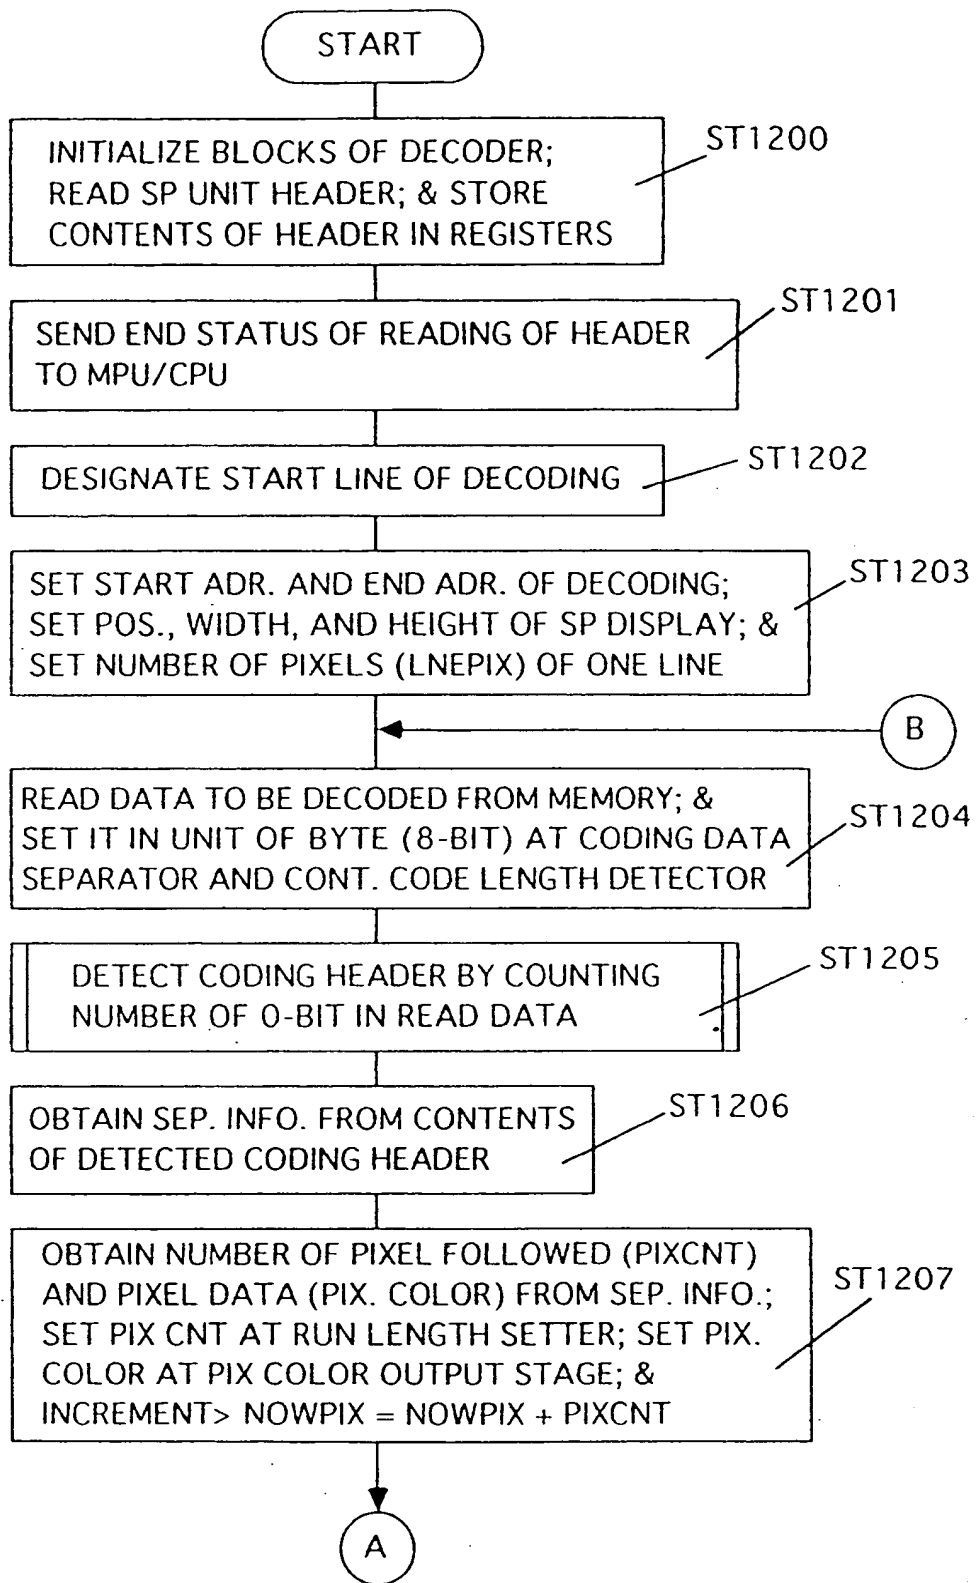 START
ST1200
INITIALIZE BLOCKS OF DECODER;
READ SP UNIT HEADER; & STORE
CONTENTS OF HEADER IN REGISTERS
ST1201
SEND END STATUS OF READING OF HEADER
TO MPU/CPU
ST1202
DESIGNATE START LINE OF DECODING
ST1203
SET START ADR. AND END ADR. OF DECODING;
SET POS., WIDTH, AND HEIGHT OF SP DISPLAY; &
SET NUMBER OF PIXELS (LNEPIX) OF ONE LINE
B
READ DATA TO BE DECODED FROM MEMORY; &
SET IT IN UNIT OF BYTE (8-BIT) AT CODING DATA
SEPARATOR AND CONT. CODE LENGTH DETECTOR
ST1204
DETECT CODING HEADER BY COUNTING
NUMBER OF 0-BIT IN READ DATA
ST1205
OBTAIN SEP. INFO. FROM CONTENTS
OF DETECTED CODING HEADER
ST1206
OBTAIN NUMBER OF PIXEL FOLLOWED (PIXCNT)
AND PIXEL DATA (PIX. COLOR) FROM SEP. INFO.;
SET PIX CNT AT RUN LENGTH SETTER; SET PIX.
COLOR AT PIX COLOR OUTPUT STAGE; &
INCREMENT> NOWPIX = NOWPIX + PIXCNT
ST1207
A